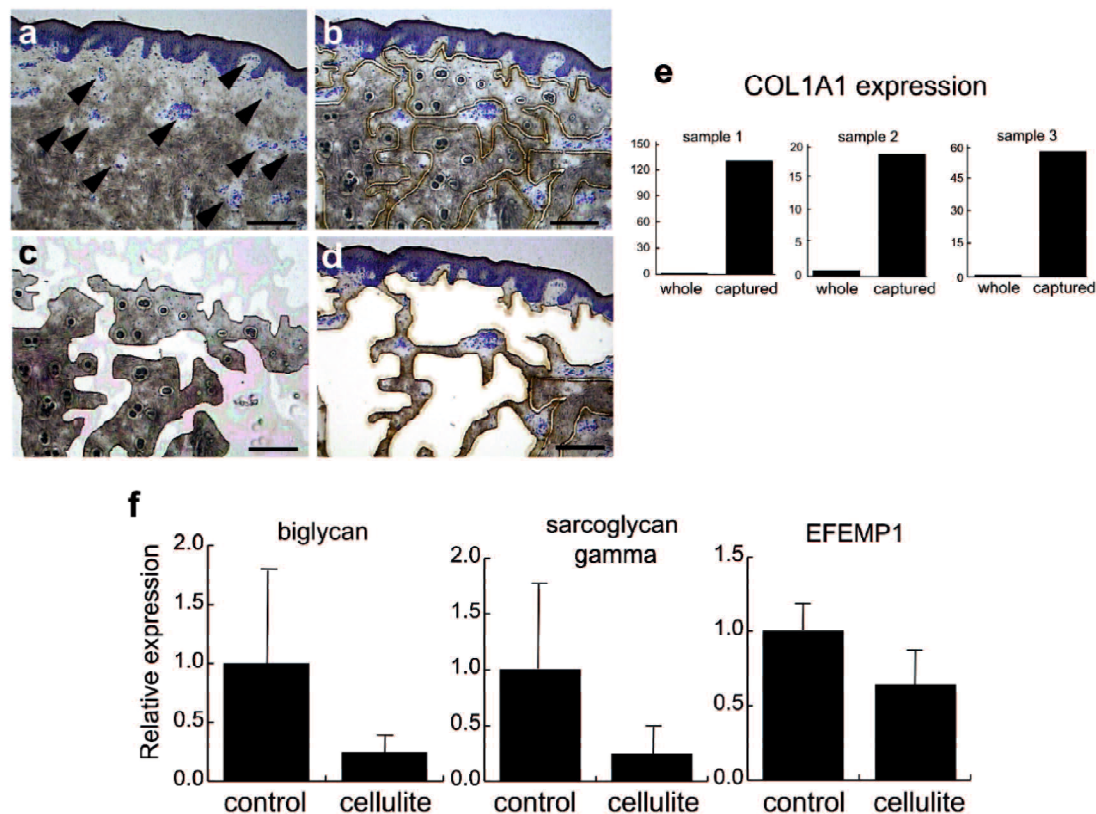 a
b
c
d
e
COL1A1 expression
sample 1
150
120
90
60
30
0
whole captured
sample 2
20
15
10
5
0
whole captured
sample 3
60
45
30
15
0
whole captured
f
Relative expression
biglycan
2.0
1.5
1.0
0.5
0.0
control cellulite
sarcoglycan
gamma
2.0
1.5
1.0
0.5
0.0
control cellulite
EFEMP1
1.5
1.0
0.5
0.0
control cellulite